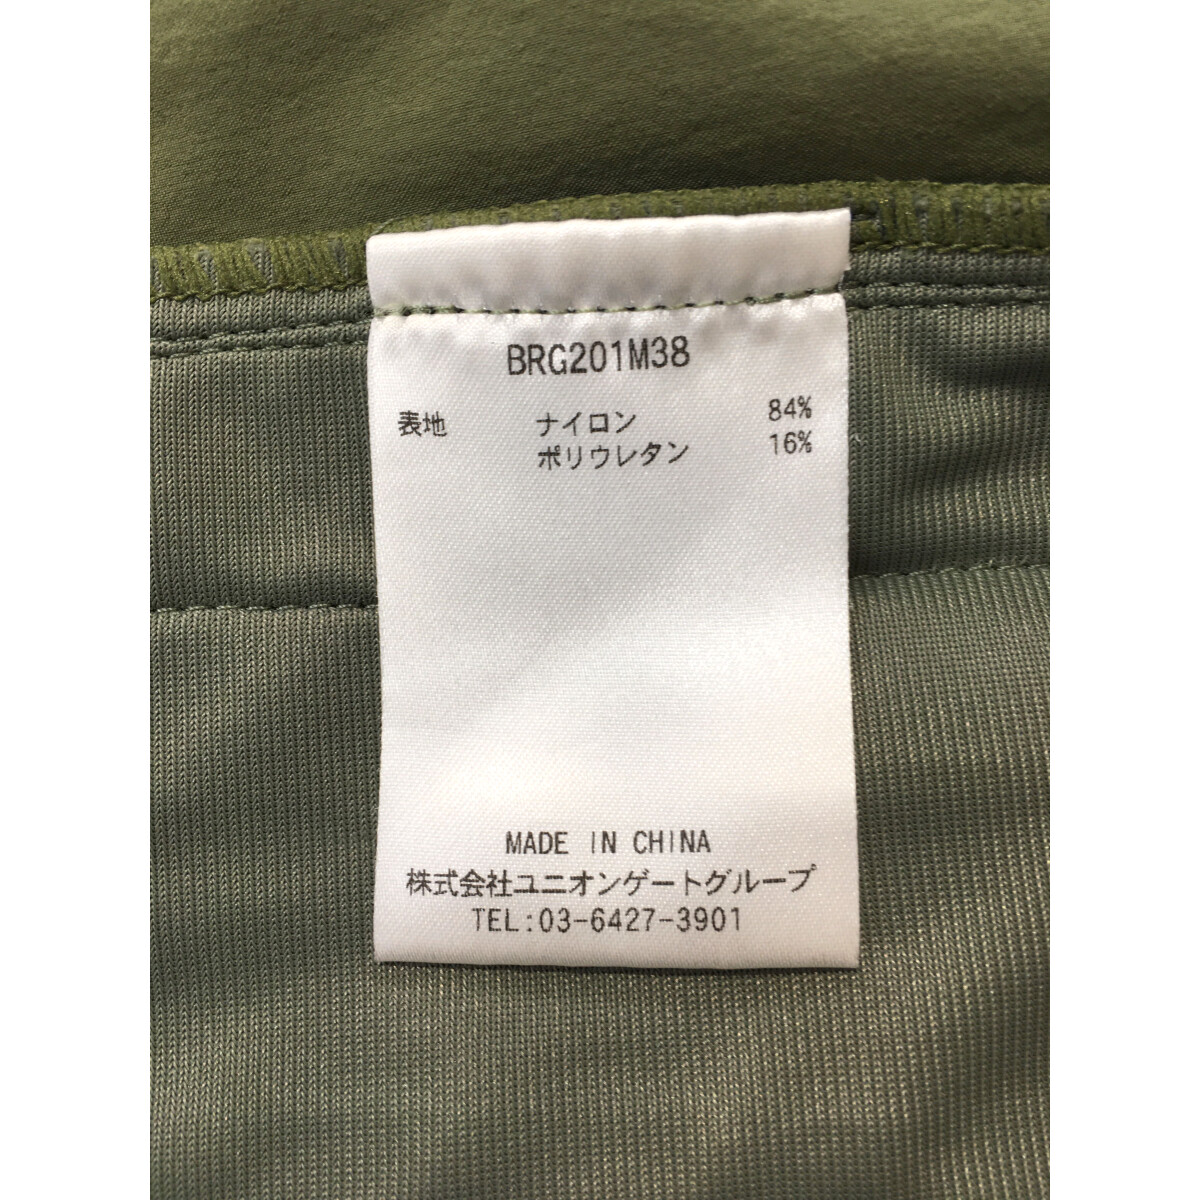 BRG201M38
表地 ナイロン 84%
ポリウレタン 16%
MADE IN CHINA
株式会社ユニオンゲートグループ
TEL:03-6427-3901